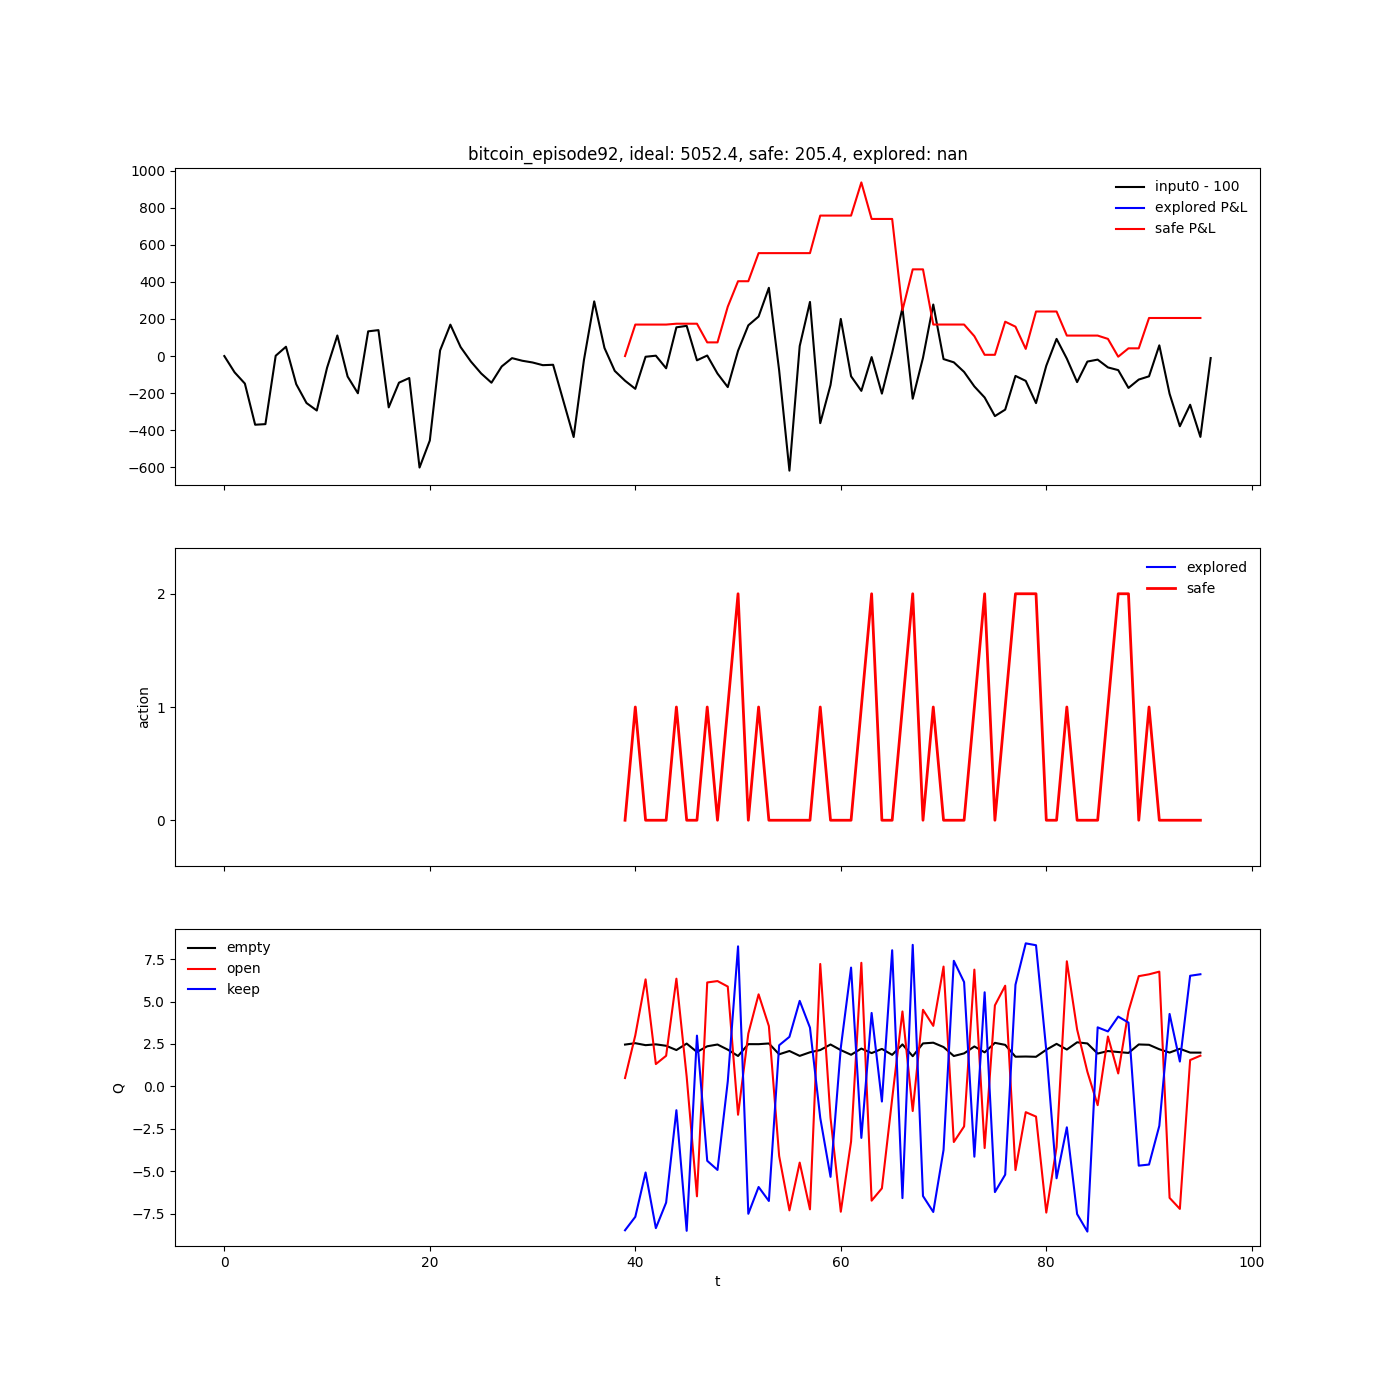 bitcoin_episode92, ideal: 5052.4, safe: 205.4, explored: nan
1000
800
600
400
200
0
−200
−400
−600
input0 - 100
explored P&L
safe P&L
2
1
0
action
explored
safe
7.5
5.0
2.5
0.0
−2.5
−5.0
−7.5
Q
empty
open
keep
0 20 40 60 80 100
t